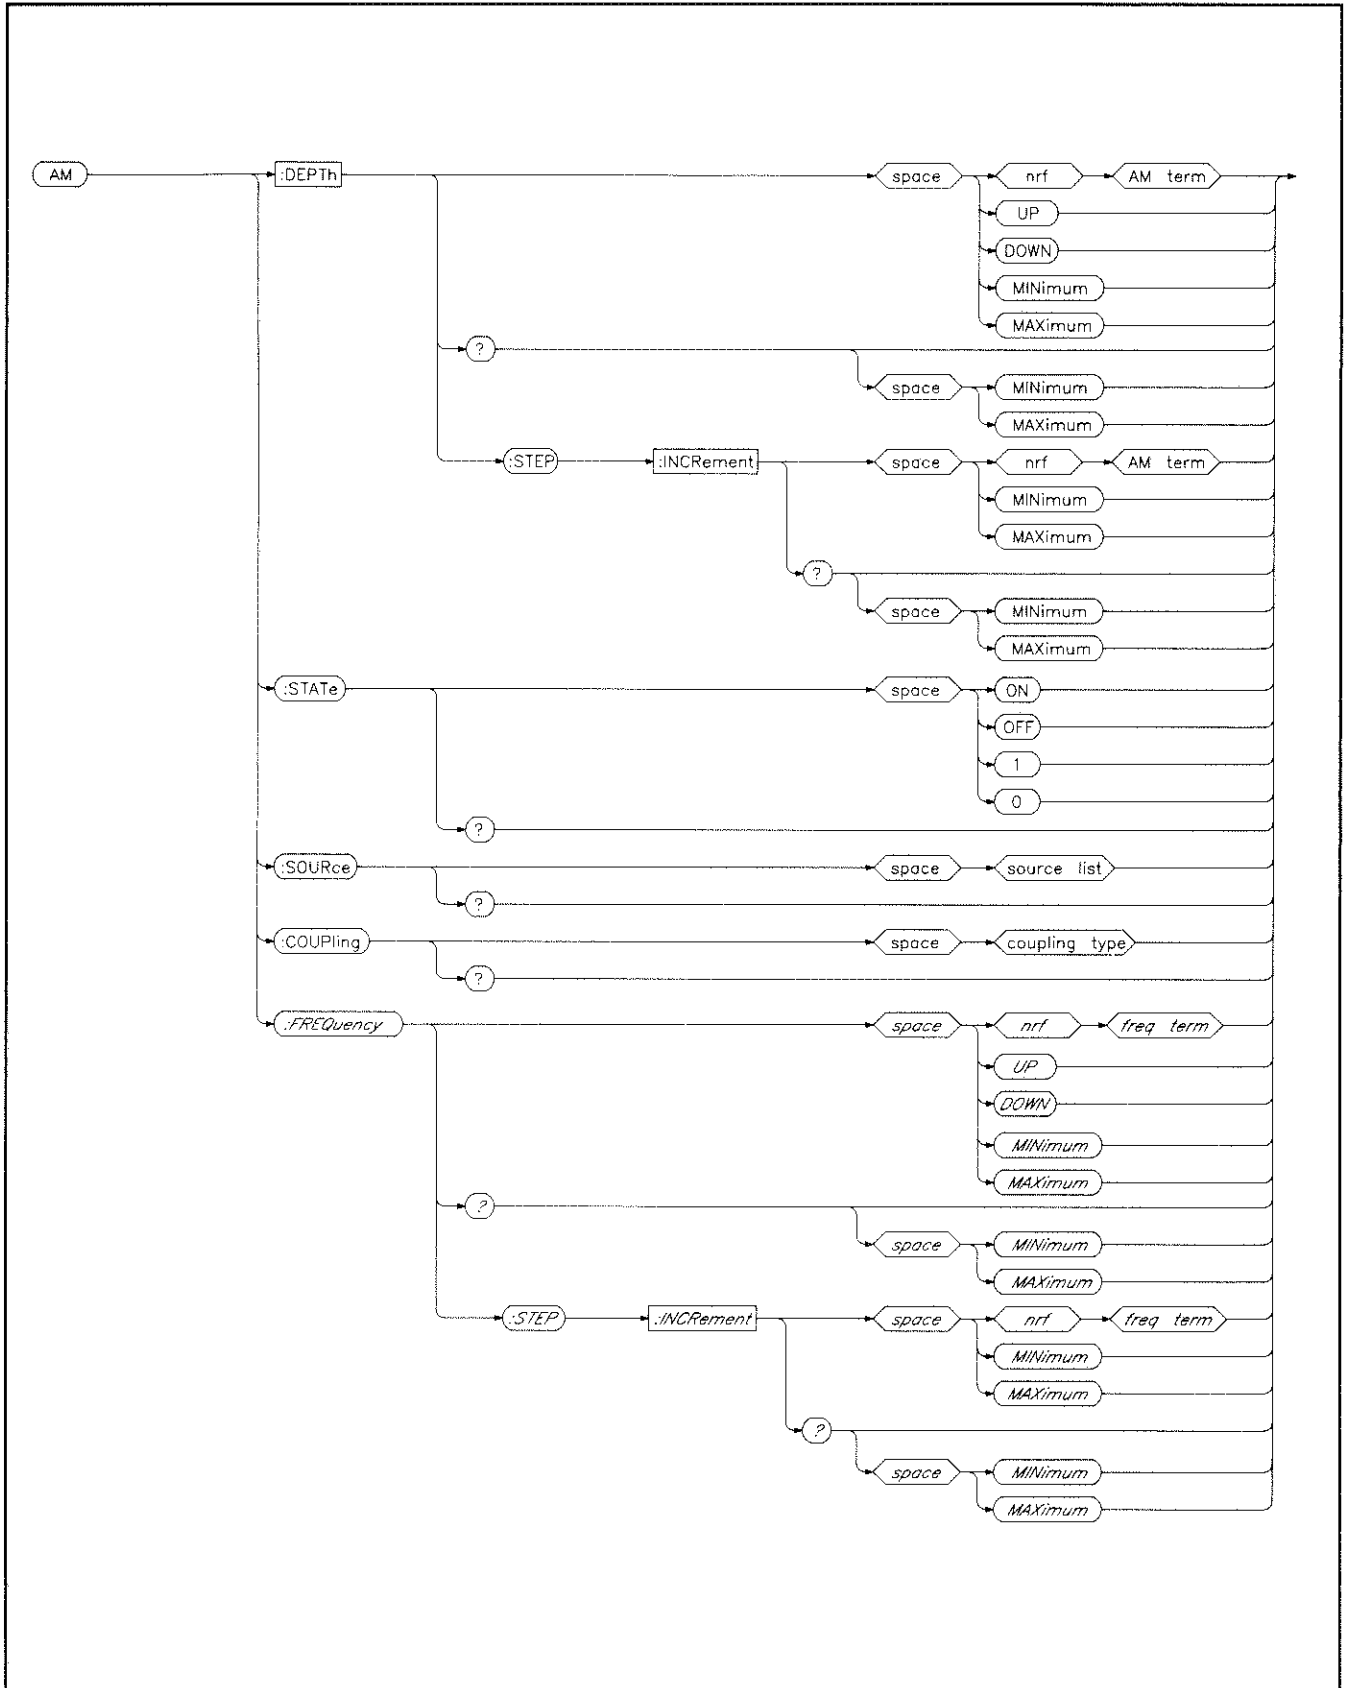 AM :DEPTh space nrf AM term
UP
DOWN
MINimum
MAXimum
?
space MINimum
MAXimum
:STEP :INCRement space nrf AM term
MINimum
MAXimum
?
space MINimum
MAXimum
:STATe space ON
OFF
1
0
?
:SOURce space source list
?
:COUPling space coupling type
?
:FREQuency space nrf freq term
UP
DOWN
MINimum
MAXimum
?
space MINimum
MAXimum
:STEP :INCRement space nrf freq term
MINimum
MAXimum
?
space MINimum
MAXimum